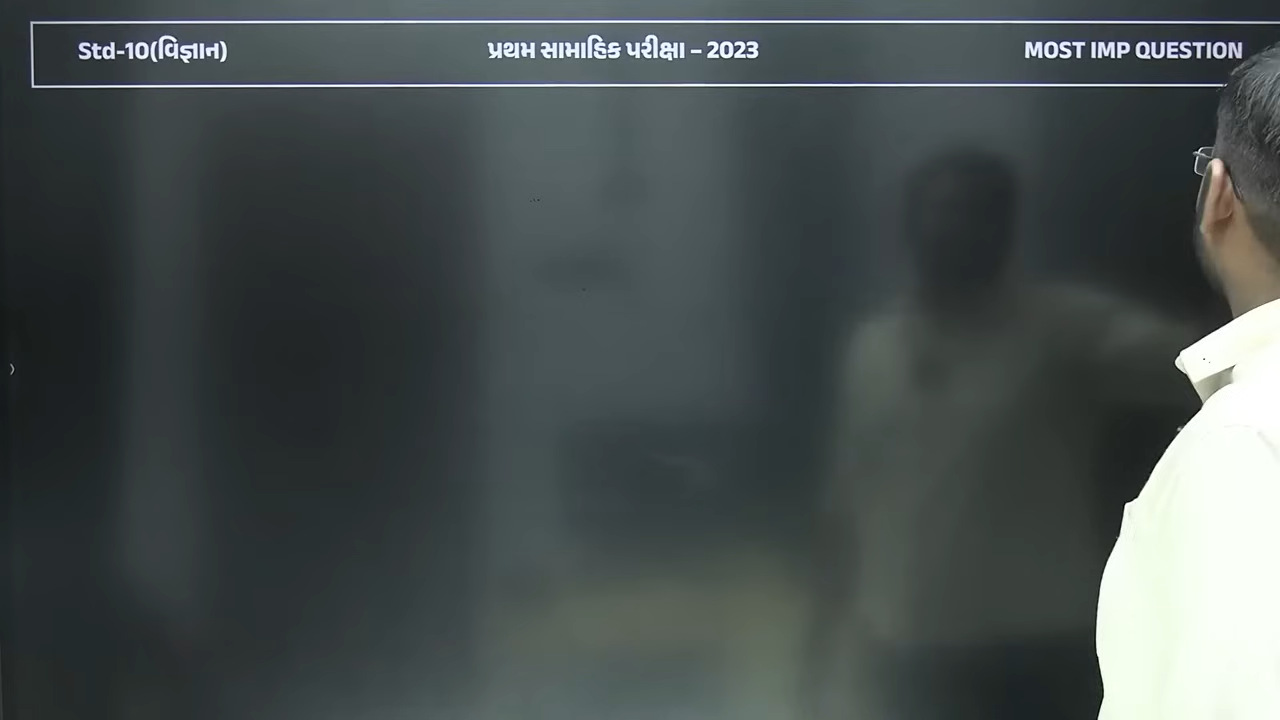 Std-10(વિજ્ઞાન) પ્રથમ સામાહિક પરીક્ષા – 2023 MOST IMP QUESTION